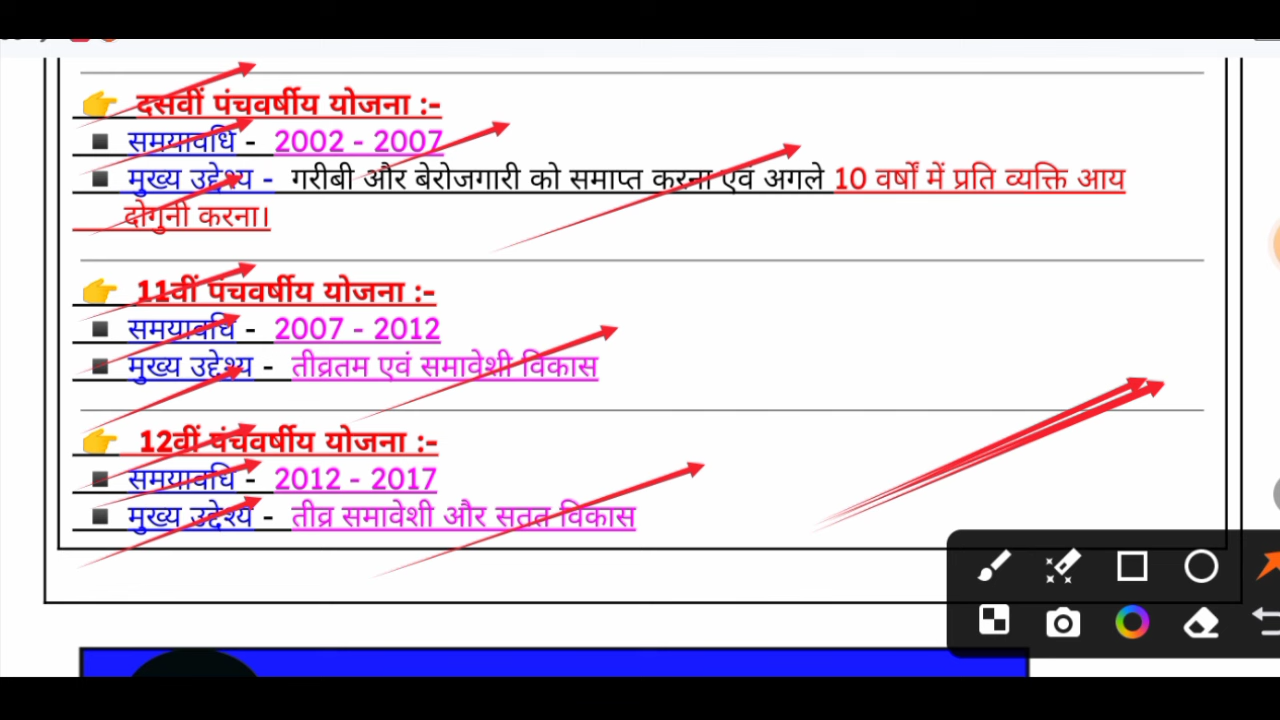 👉 दसवीं पंचवर्षीय योजना :-
▪ समयावधि - 2002 - 2007
▪ मुख्य उद्देश्य - गरीबी और बेरोजगारी को समाप्त करना एवं अगले 10 वर्षों में प्रति व्यक्ति आय
दोगुनी करना।
👉 11वीं पंचवर्षीय योजना :-
▪ समयावधि - 2007 - 2012
▪ मुख्य उद्देश्य - तीव्रतम एवं समावेशी विकास
👉 12वीं पंचवर्षीय योजना :-
▪ समयावधि - 2012 - 2017
▪ मुख्य उद्देश्य - तीव्र समावेशी और सतत विकास